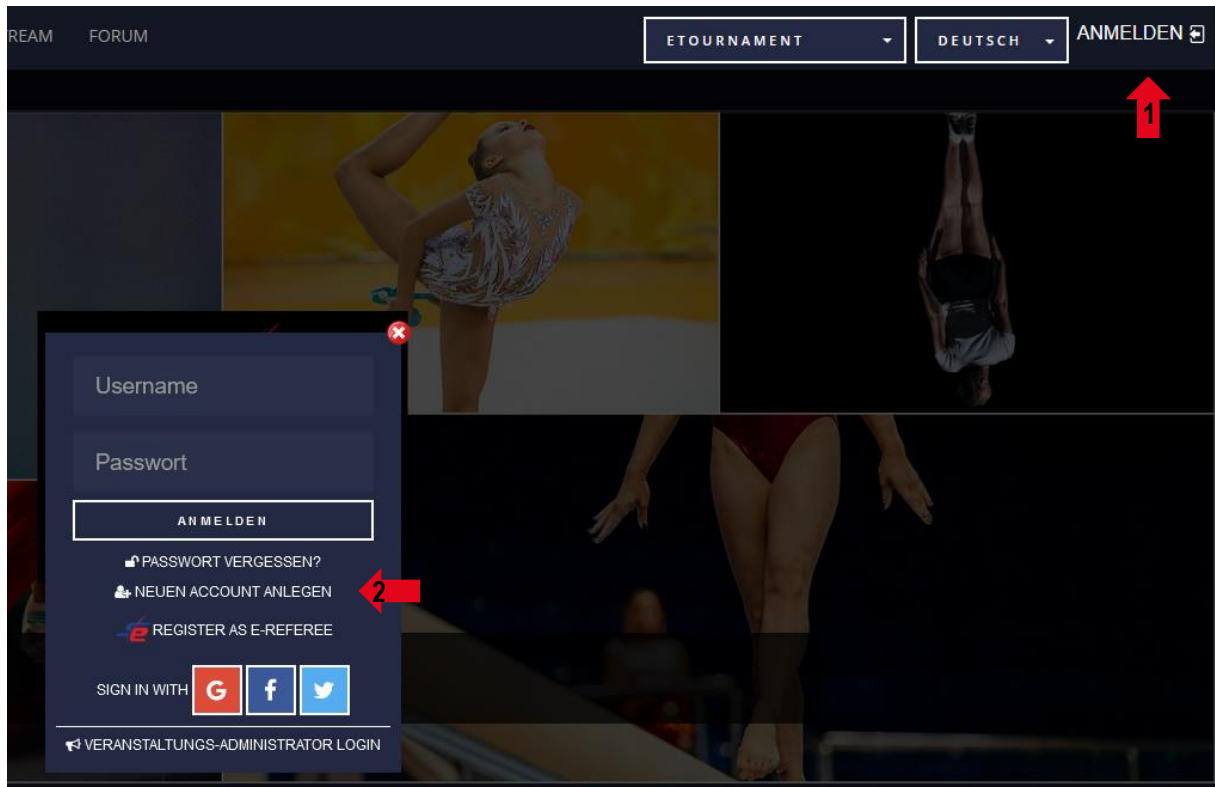 REAM FORUM ETOURNAMENT DEUTSCH ANMELDEN
1
Username
Passwort
ANMELDEN
PASSWORT VERGESSEN?
NEUEN ACCOUNT ANLEGEN 2
e REGISTER AS E-REFEREE
SIGN IN WITH G f
VERANSTALTUNGS-ADMINISTRATOR LOGIN